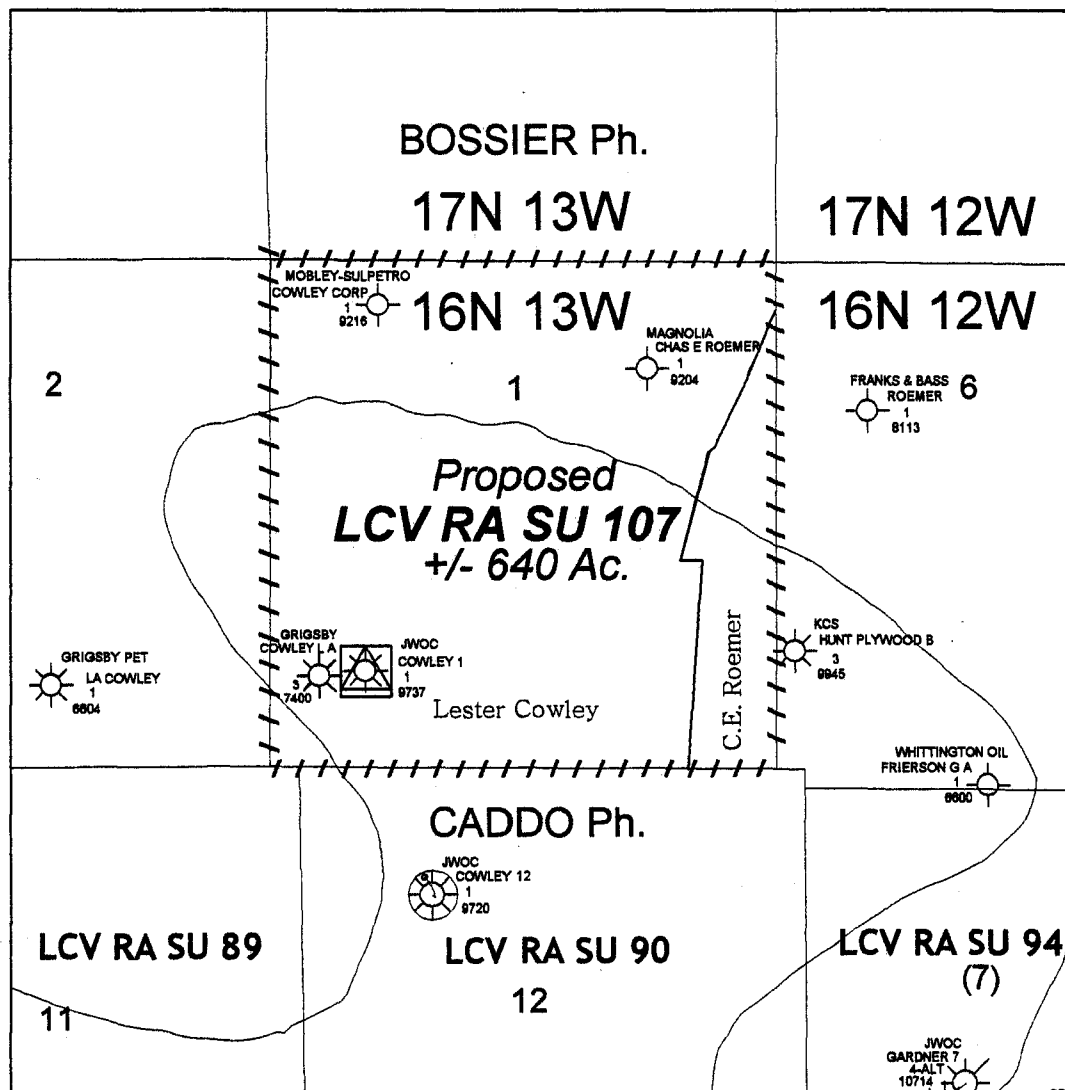 BOSSIER Ph.
17N 13W
17N 12W
MOBLEY-SULPETRO
COWLEY CORP
1
9216
16N 13W
16N 12W
MAGNOLIA
CHAS E ROEMER
1
9204
2
1
FRANKS & BASS
ROEMER
1
8113
6
Proposed
LCV RA SU 107
+/- 640 Ac.
GRIGSBY PET
LA COWLEY
1
6604
GRIGSBY
COWLEY L A
3
7400
JWOC
COWLEY 1
1
9737
Lester Cowley
C.E. Roemer
KCS
HUNT PLYWOOD B
3
9945
WHITTINGTON OIL
FRIERSON G A
1
6600
CADDO Ph.
JWOC
COWLEY 12
1
9720
LCV RA SU 89
LCV RA SU 90
LCV RA SU 94
(7)
11
12
JWOC
GARDNER 7
4-ALT
10714